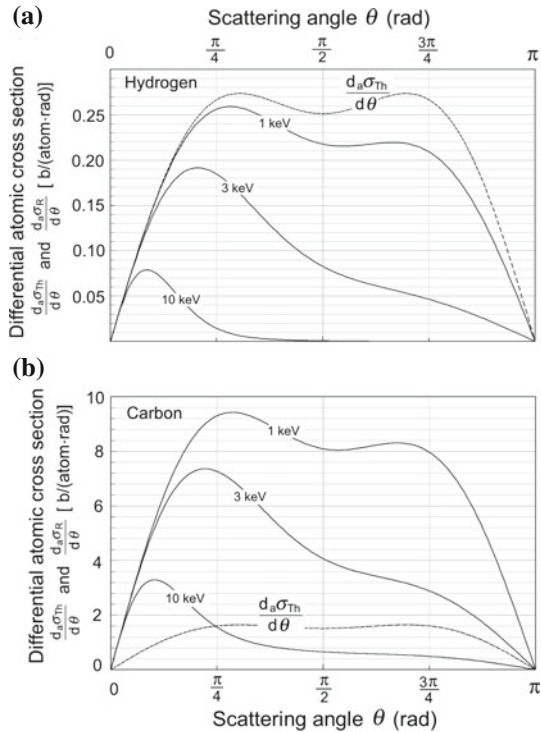 (a)
Scattering angle θ (rad)
0 π/4 π/2 3π/4 π
Differential atomic cross section
d_aσ_Th/dθ and d_aσ_R/dθ [ b/(atom·rad)]
Hydrogen
d_aσ_Th/dθ
0.25
1 keV
0.20
3 keV
0.15
0.10
10 keV
0.05
(b)
Differential atomic cross section
d_aσ_Th/dθ and d_aσ_R/dθ [ b/(atom·rad)]
10
Carbon
1 keV
8
3 keV
6
4
10 keV
d_aσ_Th/dθ
2
0
0 π/4 π/2 3π/4 π
Scattering angle θ (rad)